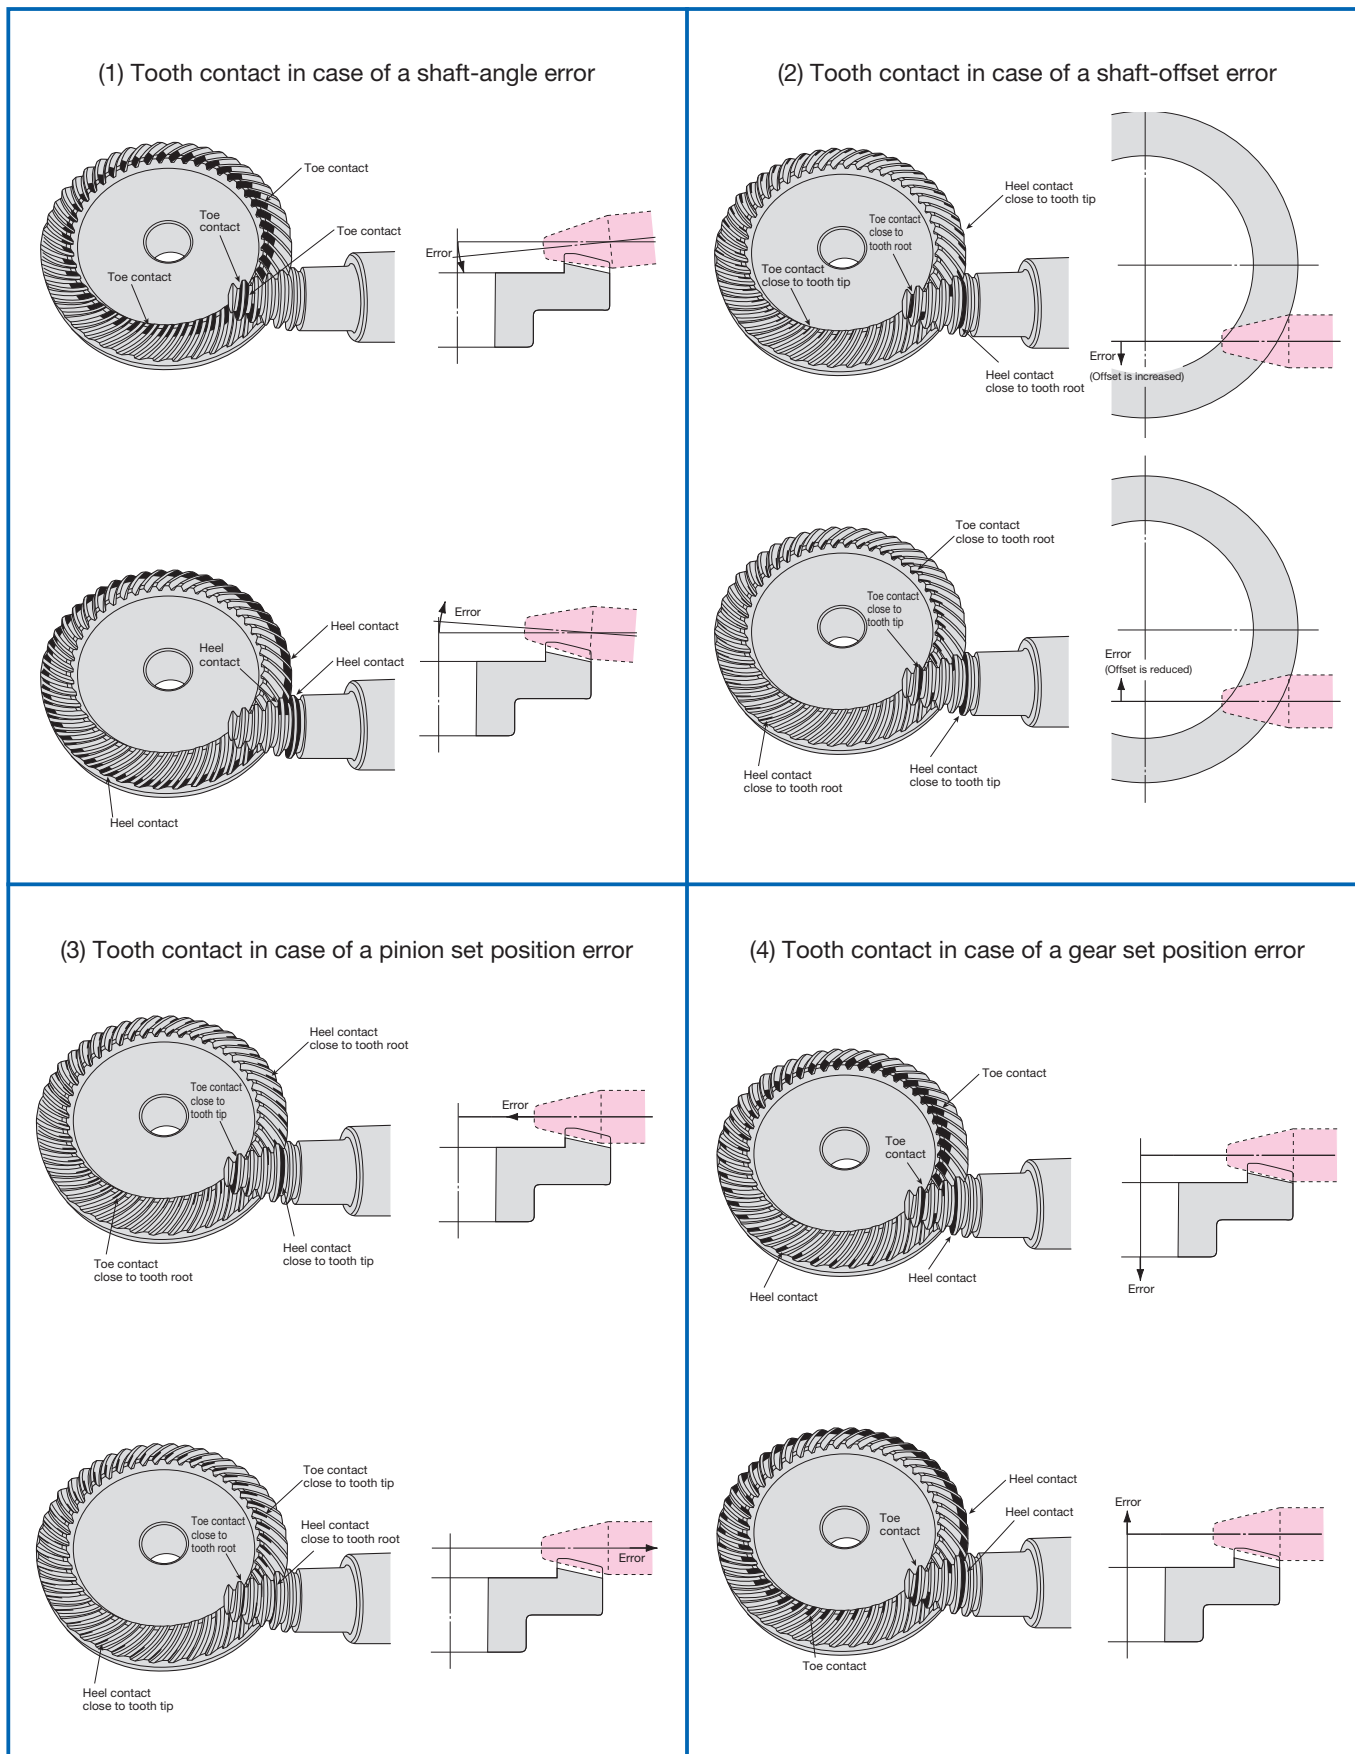 (1) Tooth contact in case of a shaft-angle error
Toe contact
Toe
contact
Toe contact
Toe contact
Error
Heel contact
Heel
contact
Heel contact
Heel contact
Error
(2) Tooth contact in case of a shaft-offset error
Heel contact
close to tooth tip
Toe contact
close to
tooth root
Toe contact
close to tooth tip
Heel contact
close to tooth root
Error
(Offset is increased)
Toe contact
close to tooth root
Toe contact
close to
tooth tip
Heel contact
close to tooth root
Heel contact
close to tooth tip
Error
(Offset is reduced)
(3) Tooth contact in case of a pinion set position error
Heel contact
close to tooth root
Toe contact
close to
tooth tip
Toe contact
close to tooth root
Heel contact
close to tooth tip
Error
Toe contact
close to tooth tip
Toe contact
close to
tooth root
Heel contact
close to tooth root
Heel contact
close to tooth tip
Error
(4) Tooth contact in case of a gear set position error
Toe contact
Toe
contact
Heel contact
Heel contact
Error
Heel contact
Heel contact
Toe
contact
Toe contact
Error